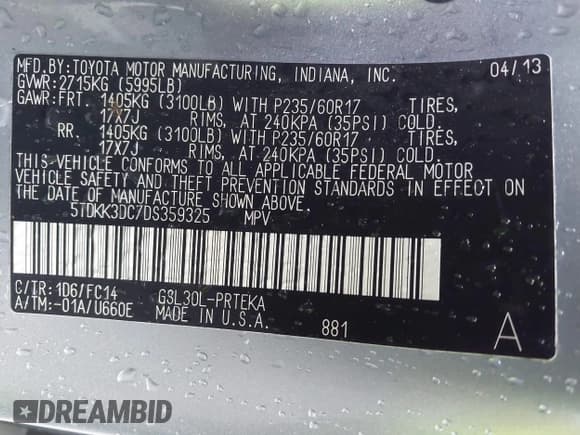 MFD.BY:TOYOTA MOTOR MANUFACTURING, INDIANA, INC. 04/13
GVWR:2715KG (5995LB)
GAWR:FRT. 1405KG (3100LB) WITH P235/60R17 TIRES,
17X7J RIMS, AT 240KPA (35PSI) COLD.
RR. 1405KG (3100LB) WITH P235/60R17 TIRES,
17X7J RIMS, AT 240KPA (35PSI) COLD.
THIS VEHICLE CONFORMS TO ALL APPLICABLE FEDERAL MOTOR
VEHICLE SAFETY AND THEFT PREVENTION STANDARDS IN EFFECT ON
THE DATE OF MANUFACTURE SHOWN ABOVE.
5TDKK3DC7DS359325 MPV
C/TR:1D6/FC14 GSL30L-PRTEKA
A/TM:-01A/U660E MADE IN U.S.A. 881 A
DREAMBID